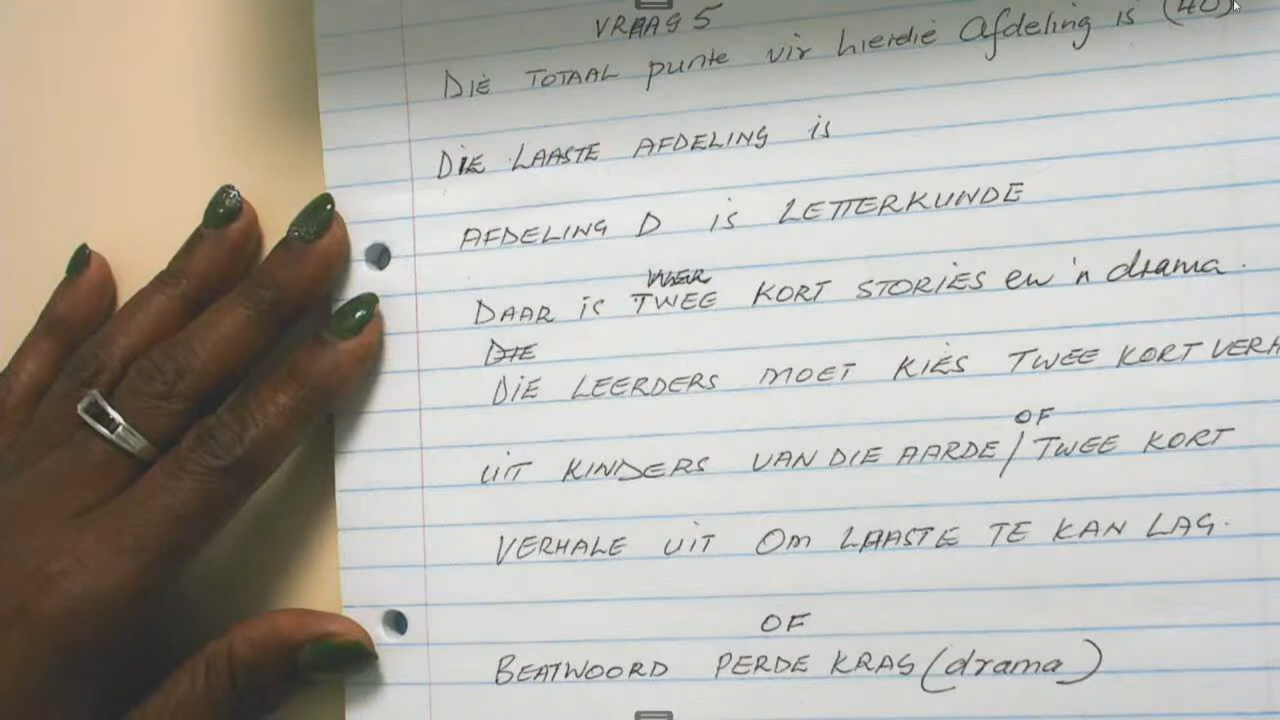 VRAAG 5
DIE TOTAAL punte vir hierdie Afdeling is (40)
DIE LAASTE AFDELING is
AFDELING D is LETTERKUNDE
DAAR is TWEE KORT STORIES en 'n drama.
DIE
DIE LEERDERS MOET KIES TWEE KORT VERH
OF
UIT KINDERS VAN DIE AARDE / TWEE KORT
VERHALE UIT Om LAASTE TE KAN LAG.
OF
BEATWOORD PERDE KRAG (drama)